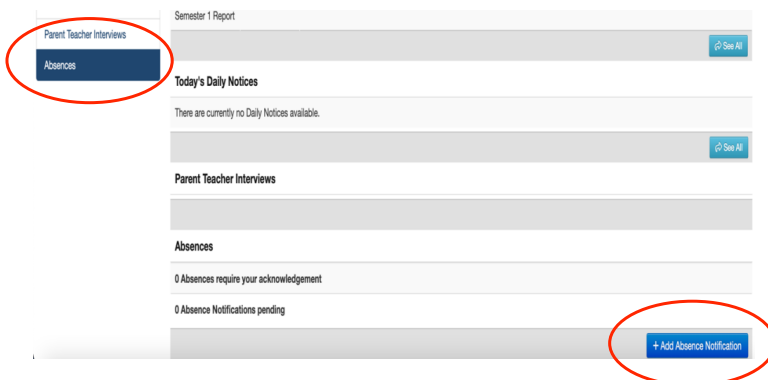 Semester 1 Report
Parent Teacher Interviews
See All
Absences
Today's Daily Notices
There are currently no Daily Notices available.
See All
Parent Teacher Interviews
Absences
0 Absences require your acknowledgement
0 Absence Notifications pending
+ Add Absence Notification